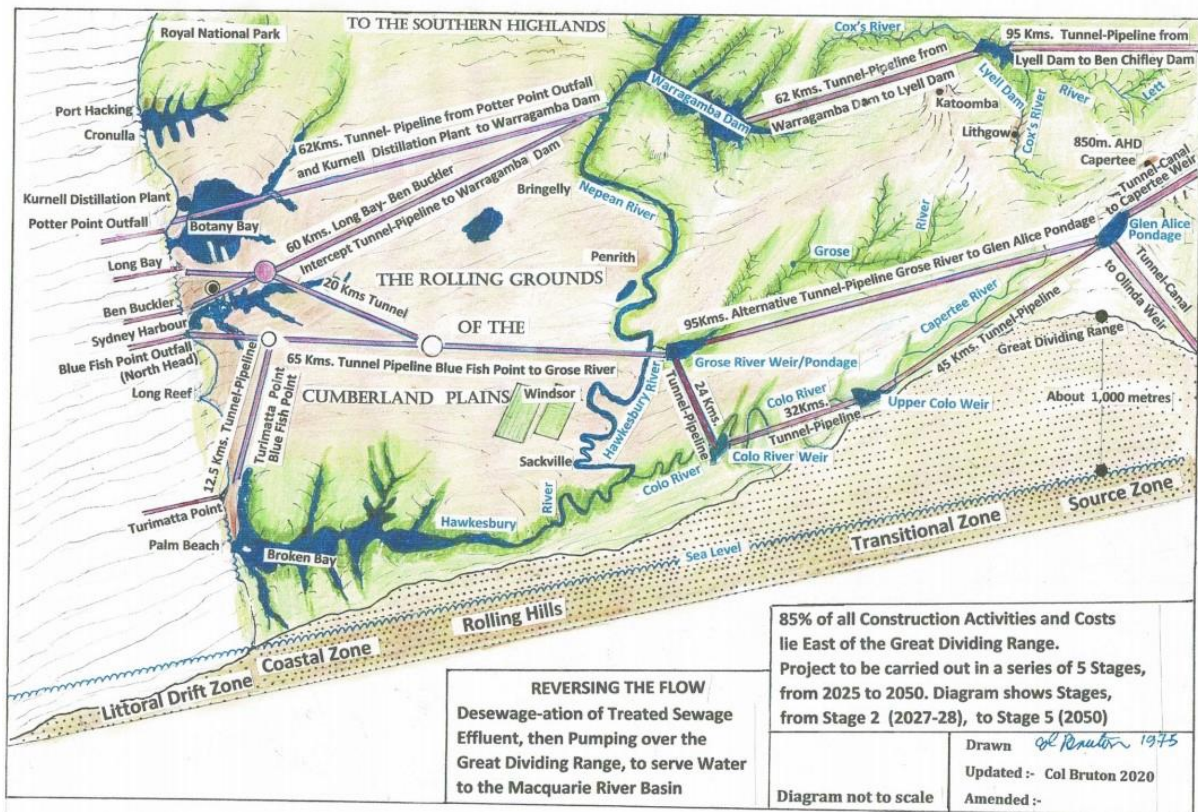 TO THE SOUTHERN HIGHLANDS
Royal National Park
Port Hacking
Cronulla
Kurnell Distillation Plant
Potter Point Outfall
Botany Bay
Long Bay
Ben Buckler
Sydney Harbour
Blue Fish Point Outfall
(North Head)
Long Reef
Turimatta Point
Palm Beach
Broken Bay
62Kms. Tunnel- Pipeline from Potter Point Outfall
and Kurnell Distillation Plant to Warragamba Dam
60 Kms. Long Bay- Ben Buckler
Intercept Tunnel-Pipeline to Warragamba Dam
20 Kms Tunnel
65 Kms. Tunnel Pipeline Blue Fish Point to Grose River
12.5 Kms. Tunnel-Pipeline
Turimatta Point
Blue Fish Point
THE ROLLING GROUNDS
OF THE
CUMBERLAND PLAINS
Bringelly
Nepean River
Penrith
Windsor
Hawkesbury River
Sackville
Hawkesbury
River
Warragamba Dam
Cox's River
62 Kms. Tunnel-Pipeline from
Warragamba Dam to Lyell Dam
95 Kms. Tunnel-Pipeline from
Lyell Dam to Ben Chifley Dam
Lyell Dam
River
Lett
Katoomba
Lithgow
Cox's River
850m. AHD
Capertee
Tunnel-Canal
to Capertee Weir
Glen Alice
Pondage
Grose
River
95Kms. Alternative Tunnel-Pipeline Grose River to Glen Alice Pondage
Capertee River
45 Kms. Tunnel-Pipeline
Tunnel-Canal
to Olinda Weir
Great Dividing Range
About 1,000 metres
Grose River Weir/Pondage
24 Kms.
Tunnel-Pipeline
Colo River
32Kms.
Tunnel-Pipeline
Upper Colo Weir
Colo River Weir
Colo River
Sea Level
Littoral Drift Zone
Coastal Zone
Rolling Hills
Transitional Zone
Source Zone
REVERSING THE FLOW
Desewage-ation of Treated Sewage
Effluent, then Pumping over the
Great Dividing Range, to serve Water
to the Macquarie River Basin
85% of all Construction Activities and Costs
lie East of the Great Dividing Range.
Project to be carried out in a series of 5 Stages,
from 2025 to 2050. Diagram shows Stages,
from Stage 2 (2027-28), to Stage 5 (2050)
Diagram not to scale
Drawn Col Bruton 1975
Updated :- Col Bruton 2020
Amended :-